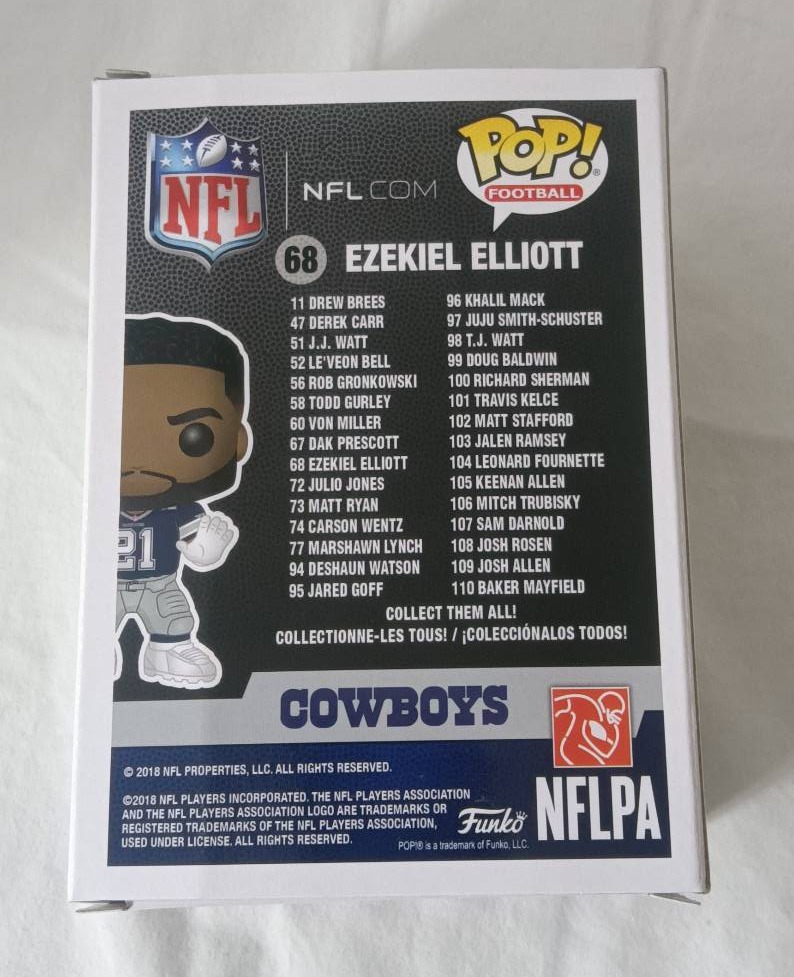 NFL
NFL.COM
POP!®
FOOTBALL
68 EZEKIEL ELLIOTT
11 DREW BREES
47 DEREK CARR
51 J.J. WATT
52 LE'VEON BELL
56 ROB GRONKOWSKI
58 TODD GURLEY
60 VON MILLER
67 DAK PRESCOTT
68 EZEKIEL ELLIOTT
72 JULIO JONES
73 MATT RYAN
74 CARSON WENTZ
77 MARSHAWN LYNCH
94 DESHAUN WATSON
95 JARED GOFF
96 KHALIL MACK
97 JUJU SMITH-SCHUSTER
98 T.J. WATT
99 DOUG BALDWIN
100 RICHARD SHERMAN
101 TRAVIS KELCE
102 MATT STAFFORD
103 JALEN RAMSEY
104 LEONARD FOURNETTE
105 KEENAN ALLEN
106 MITCH TRUBISKY
107 SAM DARNOLD
108 JOSH ROSEN
109 JOSH ALLEN
110 BAKER MAYFIELD
21
COLLECT THEM ALL!
COLLECTIONNE-LES TOUS! / ¡COLECCIÓNALOS TODOS!
COWBOYS
© 2018 NFL PROPERTIES, LLC. ALL RIGHTS RESERVED.
©2018 NFL PLAYERS INCORPORATED. THE NFL PLAYERS ASSOCIATION
AND THE NFL PLAYERS ASSOCIATION LOGO ARE TRADEMARKS OR
REGISTERED TRADEMARKS OF THE NFL PLAYERS ASSOCIATION,
USED UNDER LICENSE. ALL RIGHTS RESERVED.
Funko
POP!® is a trademark of Funko, LLC.
NFLPA